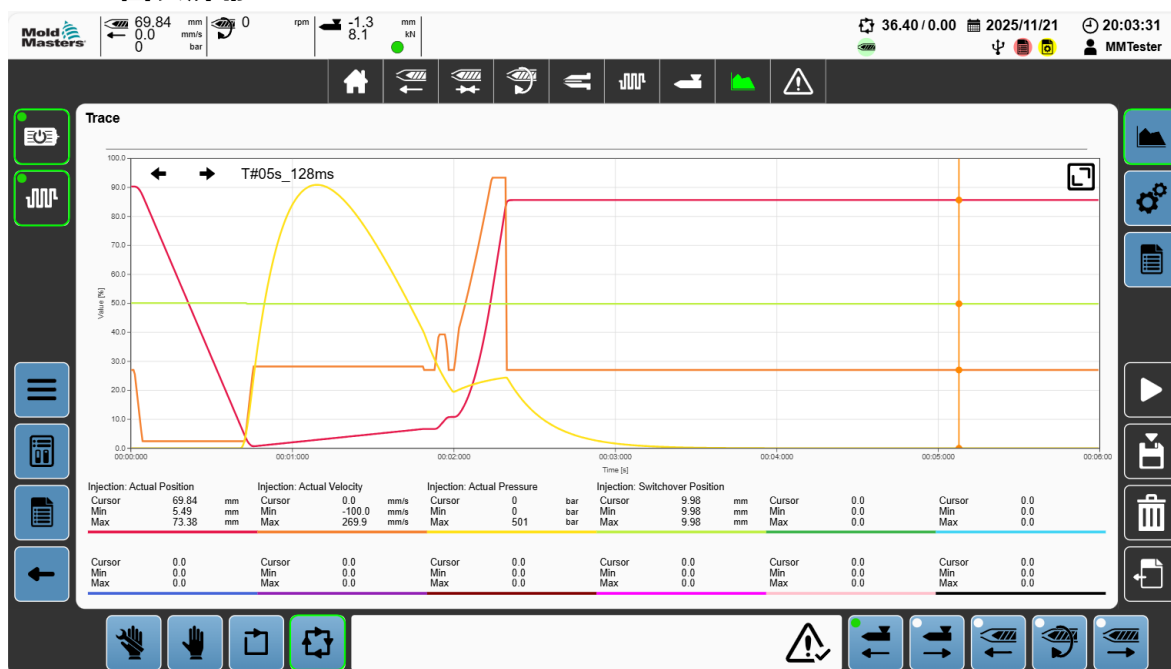 Mold
Masters
69.84 mm
0.0 mm/s
0 bar
0 rpm
-1.3 mm
8.1 kN
36.40 / 0.00
2025/11/21
20:03:31
MMTester
Trace
T#05s_128ms
Value [%]
100.0
90.0
80.0
70.0
60.0
50.0
40.0
30.0
20.0
10.0
0.0
00:00:000 00:01:000 00:02:000 00:03:000 00:04:000 00:05:000 00:06:00
Time [s]
Injection: Actual Position Injection: Actual Velocity Injection: Actual Pressure Injection: Switchover Position
Cursor 69.84 mm Cursor 0.0 mm/s Cursor 0 bar Cursor 9.98 mm Cursor 0.0 Cursor 0.0
Min 5.49 mm Min -100.0 mm/s Min 0 bar Min 9.98 mm Min 0.0 Min 0.0
Max 73.38 mm Max 269.9 mm/s Max 501 bar Max 9.98 mm Max 0.0 Max 0.0
Cursor 0.0 Cursor 0.0 Cursor 0.0 Cursor 0.0 Cursor 0.0 Cursor 0.0
Min 0.0 Min 0.0 Min 0.0 Min 0.0 Min 0.0 Min 0.0
Max 0.0 Max 0.0 Max 0.0 Max 0.0 Max 0.0 Max 0.0